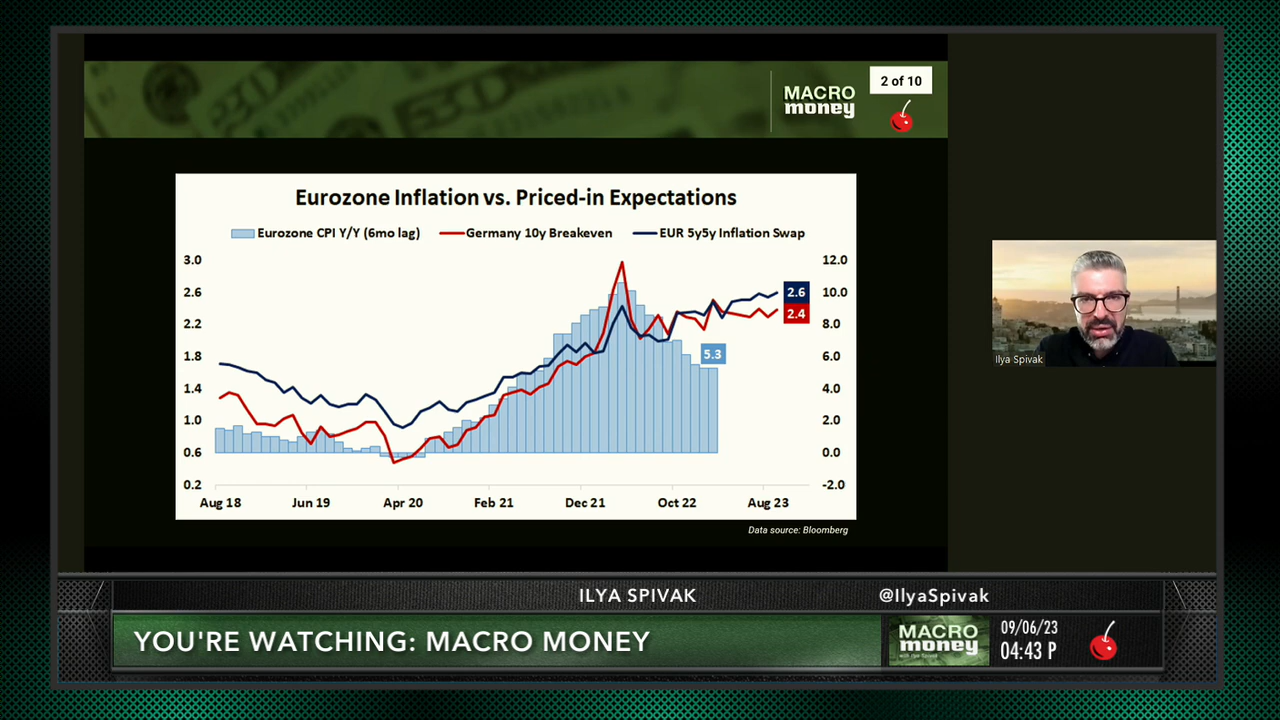 MACRO
money
2 of 10
Eurozone Inflation vs. Priced-in Expectations
Eurozone CPI Y/Y (6mo lag) Germany 10y Breakeven EUR 5y5y Inflation Swap
3.0 12.0
2.6 10.0 2.6
2.2 8.0 2.4
1.8 6.0 5.3
1.4 4.0
1.0 2.0
0.6 0.0
0.2 -2.0
Aug 18 Jun 19 Apr 20 Feb 21 Dec 21 Oct 22 Aug 23
Data source: Bloomberg
Ilya Spivak
ILYA SPIVAK @IlyaSpivak
YOU'RE WATCHING: MACRO MONEY
MACRO
money
with Ilya Spivak
09/06/23
04:43 P